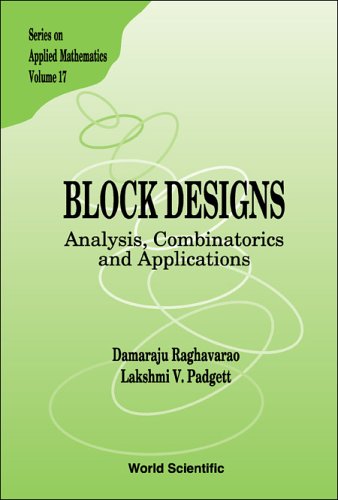 Series on
Applied Mathematics
Volume 17
BLOCK DESIGNS
Analysis, Combinatorics
and Applications
Damaraju Raghavarao
Lakshmi V. Padgett
World Scientific